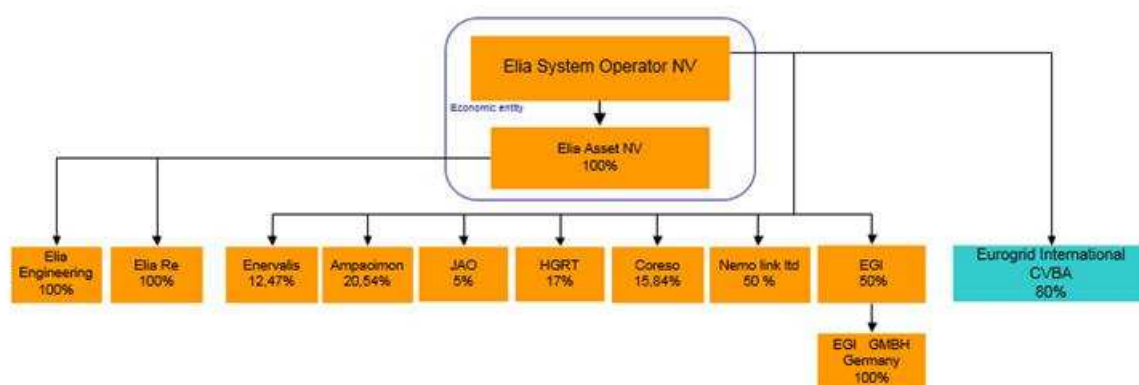 Elia System Operator NV
Economic entity
Elia Asset NV
100%
Elia
Engineering
100%
Elia Re
100%
Enervalis
12,47%
Ampacimon
20,54%
JAO
5%
HGRT
17%
Coreso
15,84%
Nemo link ltd
50 %
EGI
50%
Eurogrid International
CVBA
80%
EGI GMBH
Germany
100%